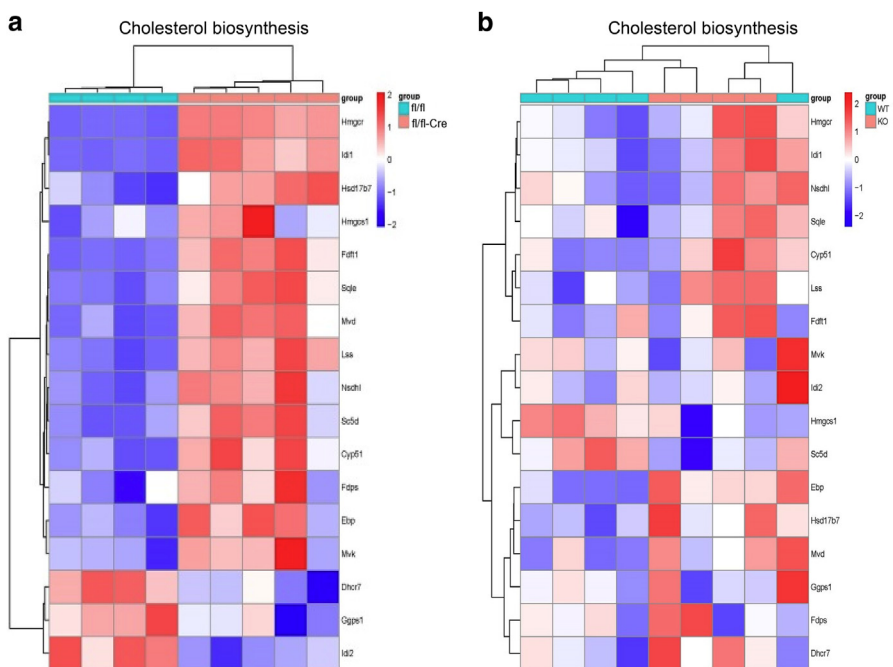 a
Cholesterol biosynthesis
group
Hmgcr
Idi1
Hsd17b7
Hmgcs1
Fdft1
Sqle
Mvd
Lss
Nsdhl
Sc5d
Cyp51
Fdps
Ebp
Mvk
Dhcr7
Ggps1
Idi2
group
fl/fl
fl/fl-Cre
2
1
0
−1
−2
b
Cholesterol biosynthesis
group
Hmgcr
Idi1
Nsdhl
Sqle
Cyp51
Lss
Fdft1
Mvk
Idi2
Hmgcs1
Sc5d
Ebp
Hsd17b7
Mvd
Ggps1
Fdps
Dhcr7
group
WT
KO
2
1
0
−1
−2